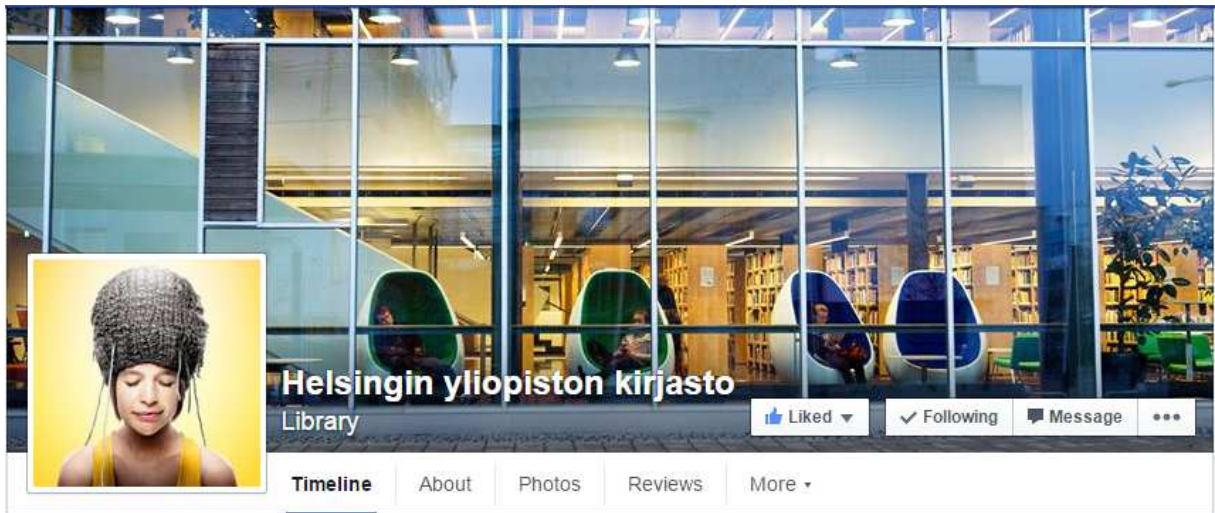 Helsingin yliopiston kirjasto
Library
Liked
Following
Message
Timeline
About
Photos
Reviews
More